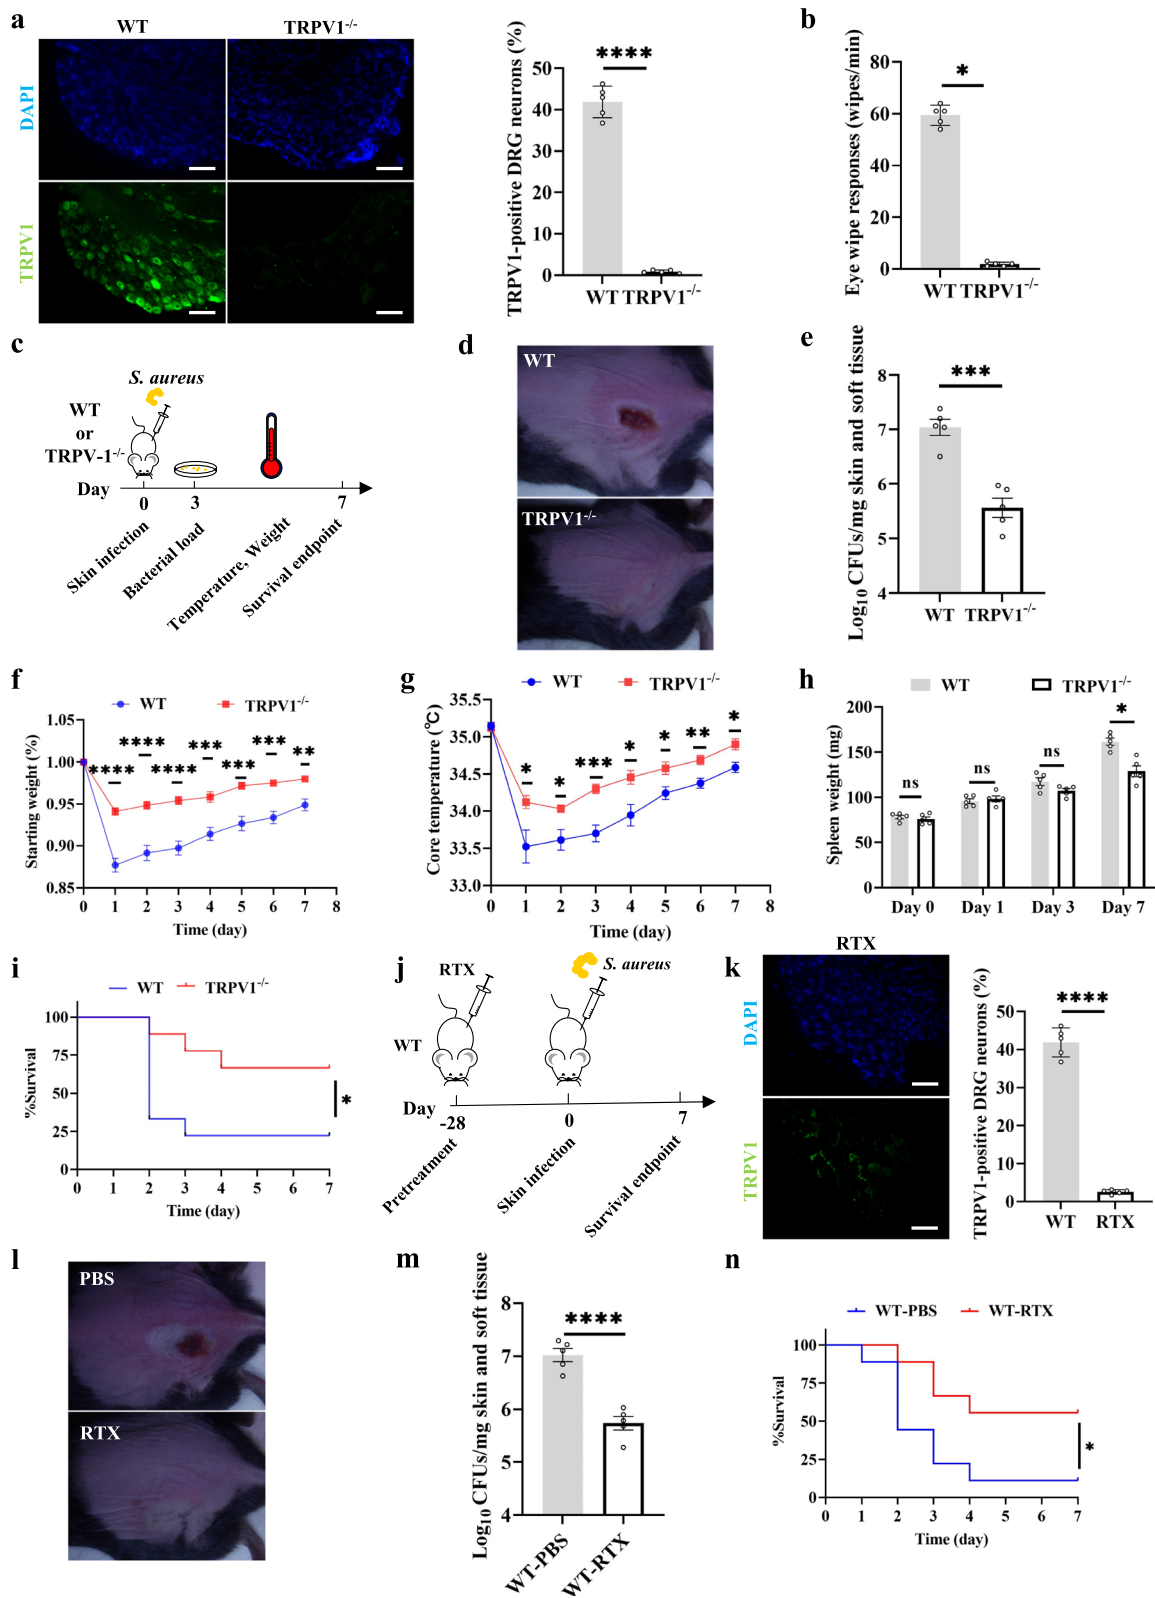 a
WT
TRPV1-/-
DAPI
TRPV1
TRPV1-positive DRG neurons (%)
50
40
30
20
10
0
****
WT TRPV1-/-
b
Eye wipe responses (wipes/min)
80
60
40
20
0
*
WT TRPV1-/-
c
S. aureus
WT
or
TRPV-1-/-
Day
0
3
7
Skin infection
Bacterial load
Temperature, Weight
Survival endpoint
d
WT
TRPV1-/-
e
Log10 CFUs/mg skin and soft tissue
8
7
6
5
4
***
WT TRPV1-/-
f
WT
TRPV1-/-
Starting weight (%)
1.05
1.00
0.95
0.90
0.85
**** **** **** *** *** *** **
0 1 2 3 4 5 6 7 8
Time (day)
g
WT
TRPV1-/-
Core temperature (℃)
35.5
35.0
34.5
34.0
33.5
33.0
* * *** * * ** *
0 1 2 3 4 5 6 7 8
Time (day)
h
WT
TRPV1-/-
Spleen weight (mg)
200
150
100
50
0
ns ns ns *
Day 0 Day 1 Day 3 Day 7
i
WT
TRPV1-/-
%Survival
100
75
50
25
0
*
0 1 2 3 4 5 6 7
Time (day)
j
RTX
S. aureus
WT
Day
-28
0
7
Pretreatment
Skin infection
Survival endpoint
k
RTX
DAPI
TRPV1
TRPV1-positive DRG neurons (%)
50
40
30
20
10
0
****
WT RTX
l
PBS
RTX
m
Log10 CFUs/mg skin and soft tissue
8
7
6
5
4
****
WT-PBS
WT-RTX
n
WT-PBS
WT-RTX
%Survival
100
75
50
25
0
*
0 1 2 3 4 5 6 7
Time (day)